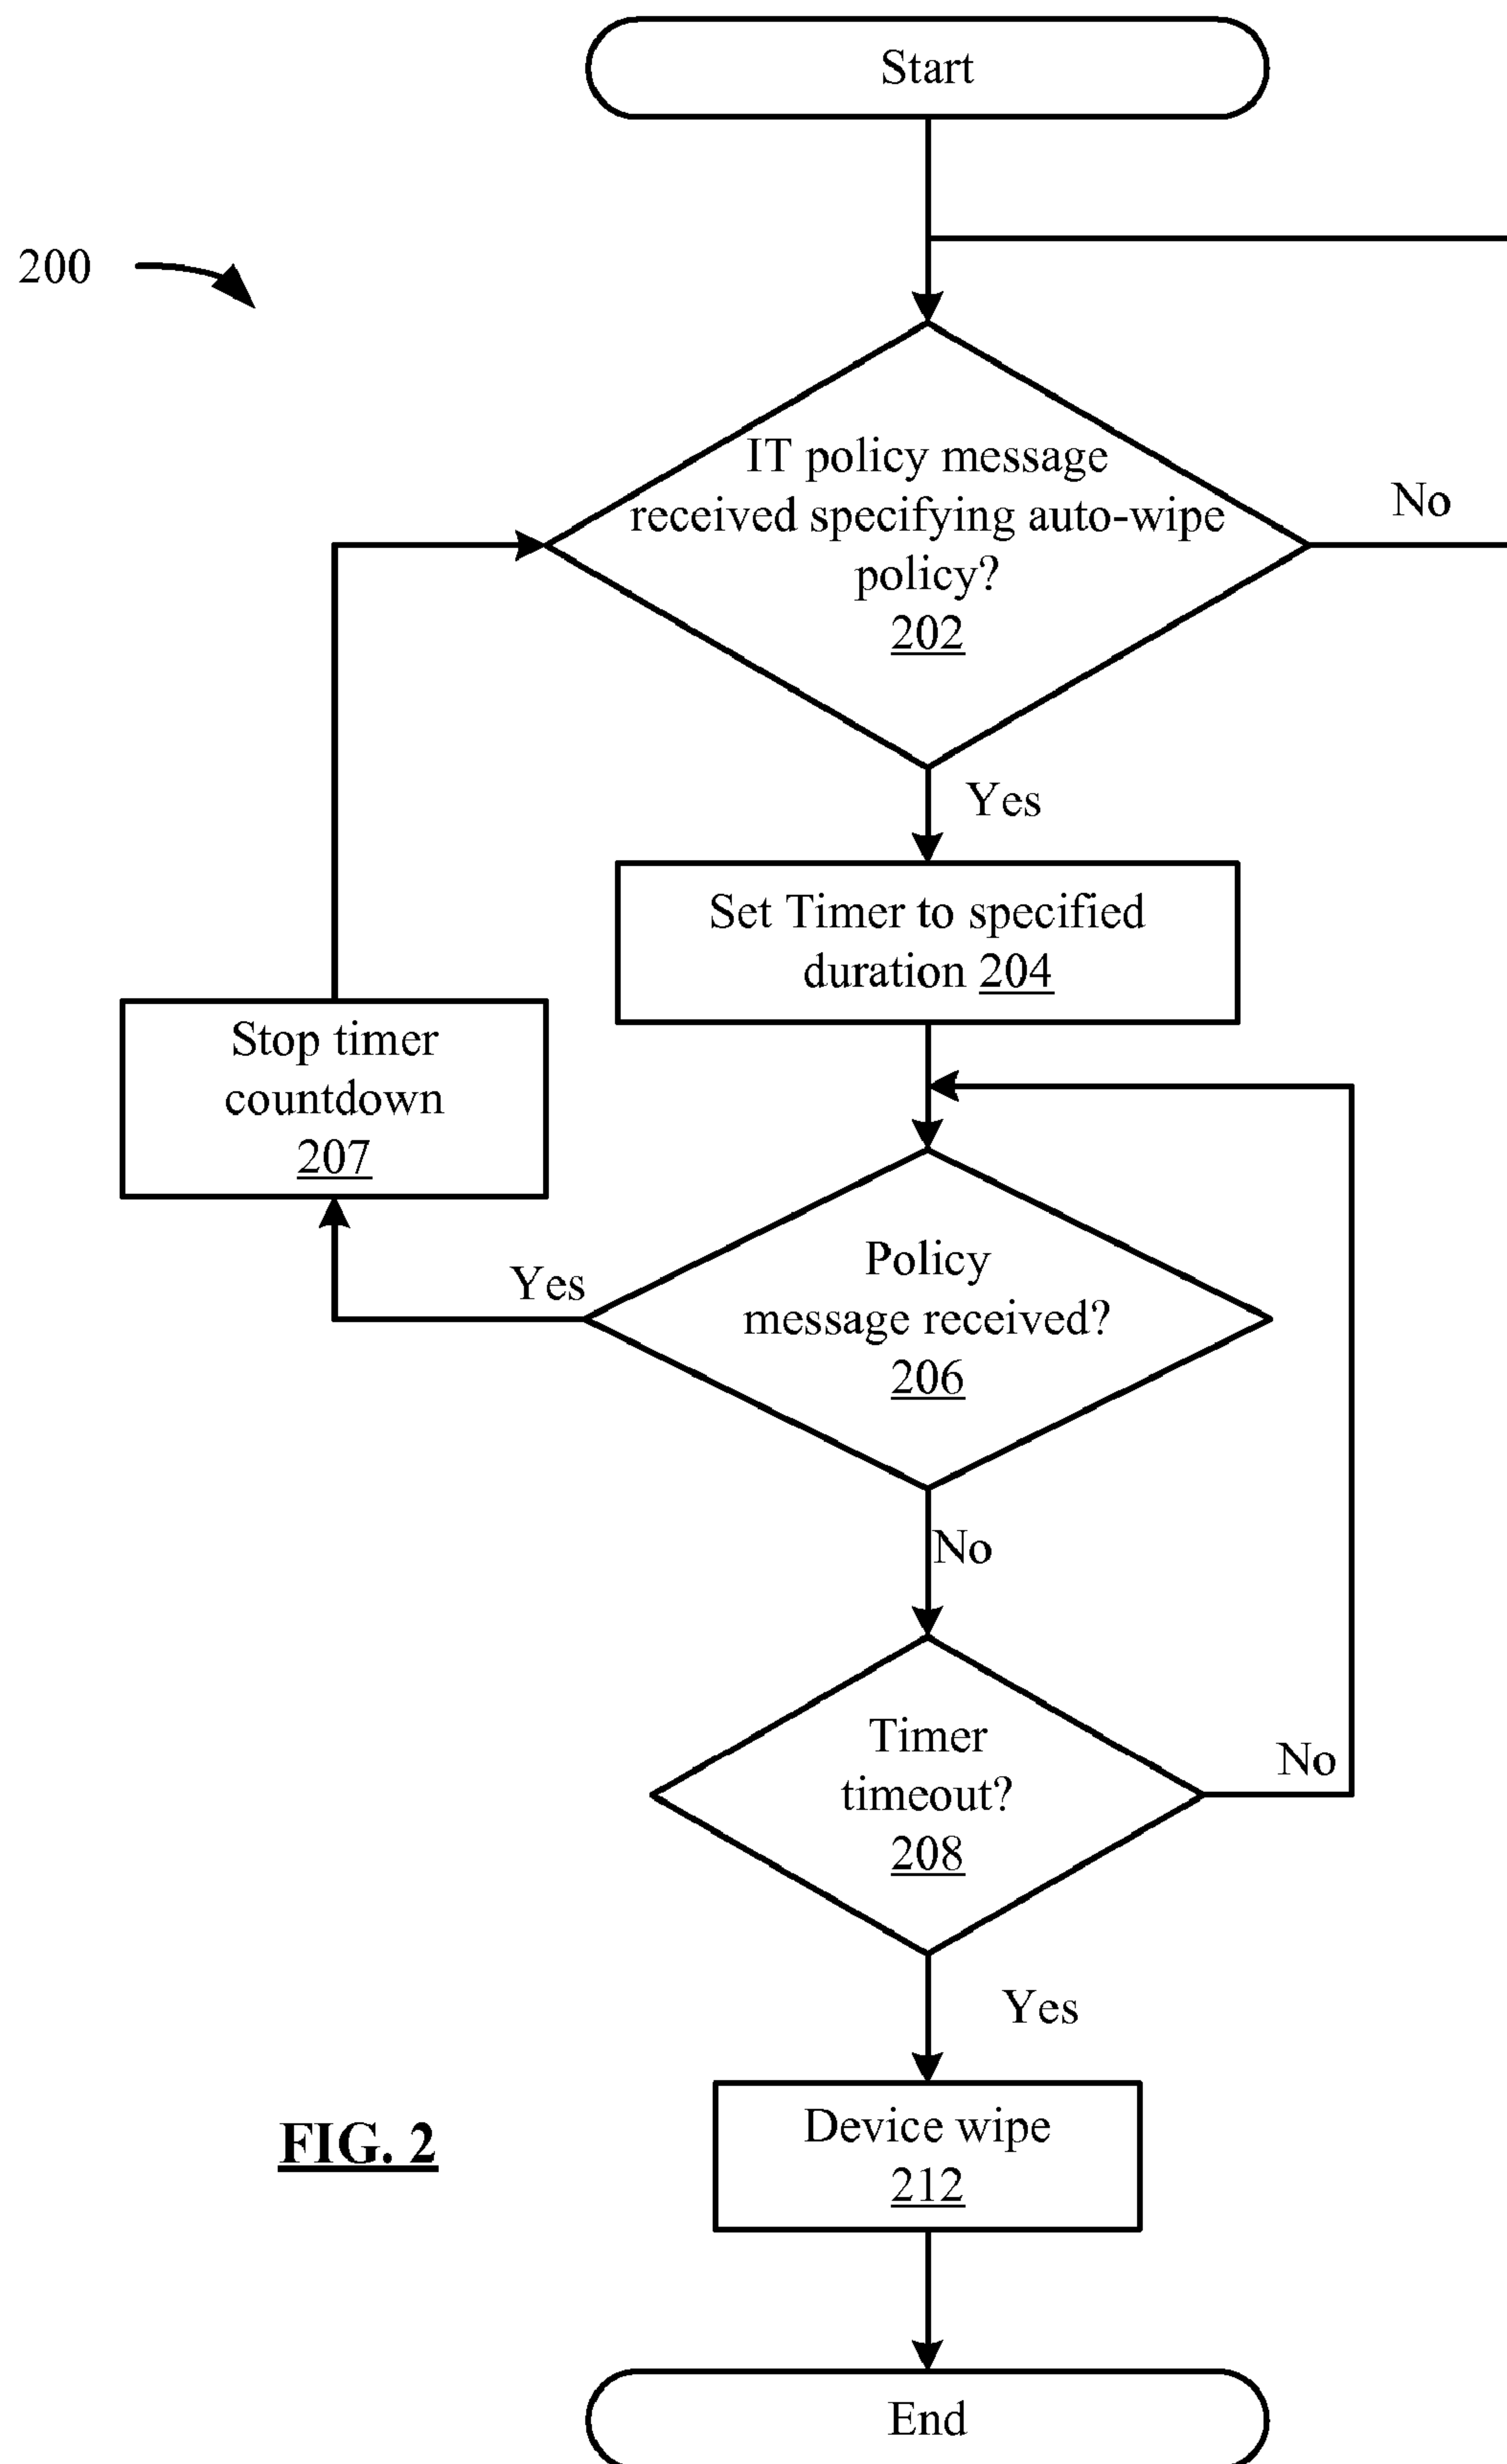 Start
200
IT policy message
received specifying auto-wipe
policy?
202
No
Yes
Set Timer to specified
duration 204
Stop timer
countdown
207
Policy
message received?
206
Yes
No
Timer
timeout?
208
No
Yes
Device wipe
212
FIG. 2
End